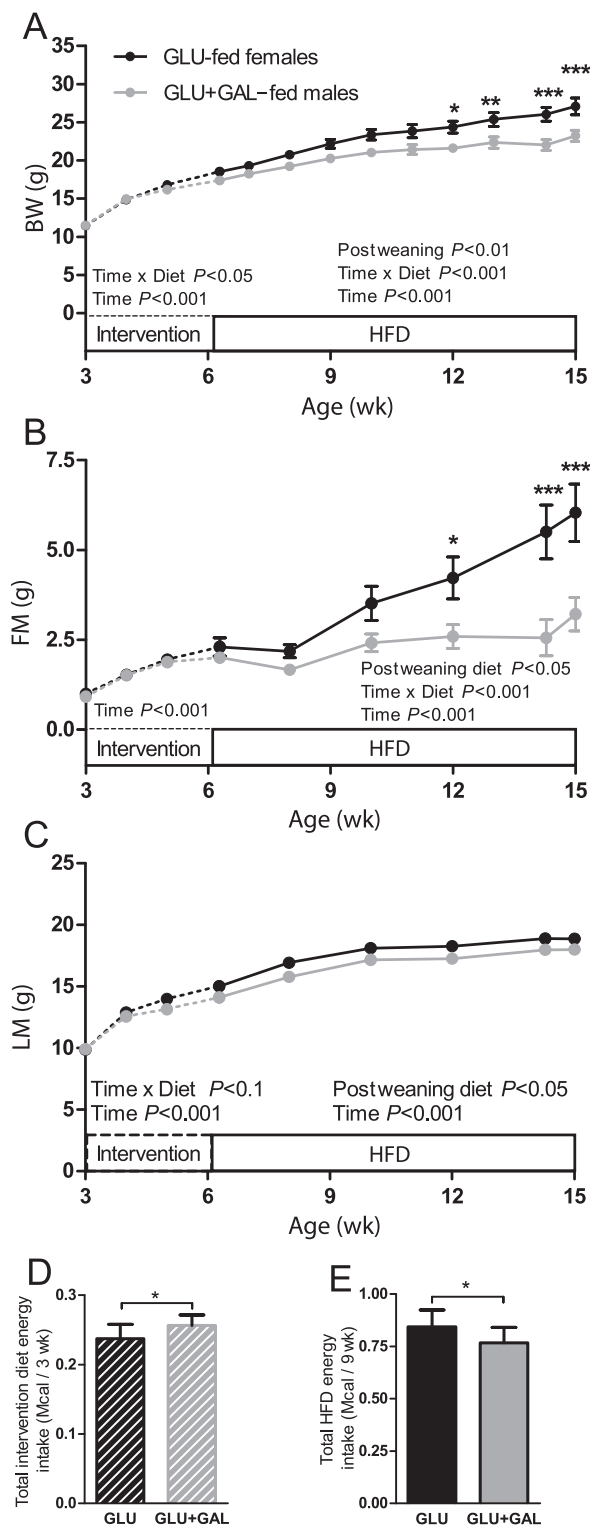 A
BW (g)
35
30
25
20
15
10
5
0
GLU-fed females
GLU+GAL-fed males
*
**
***
***
Time x Diet P<0.05
Time P<0.001
Postweaning P<0.01
Time x Diet P<0.001
Time P<0.001
Intervention
HFD
3 6 9 12 15
Age (wk)
B
FM (g)
7.5
5.0
2.5
0.0
*
***
***
Time P<0.001
Postweaning diet P<0.05
Time x Diet P<0.001
Time P<0.001
Intervention
HFD
3 6 9 12 15
Age (wk)
C
LM (g)
25
20
15
10
5
0
Time x Diet P<0.1
Time P<0.001
Postweaning diet P<0.05
Time P<0.001
Intervention
HFD
3 6 9 12 15
Age (wk)
D
Total intervention diet energy
intake (Mcal / 3 wk)
0.3
0.2
0.1
0.0
*
GLU GLU+GAL
E
Total HFD energy
intake (Mcal / 9 wk)
1.00
0.75
0.50
0.25
0.00
*
GLU GLU+GAL